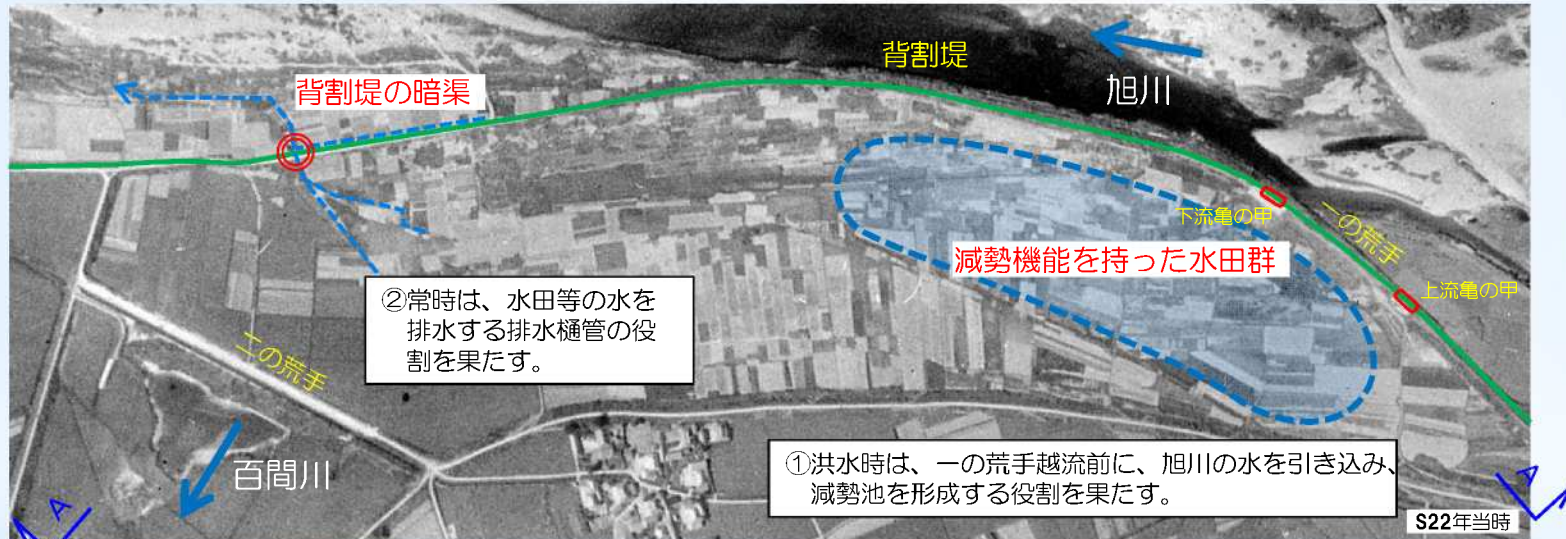 背割堤
旭川
背割堤の暗渠
下流亀の甲
一の荒手
減勢機能を持った水田群
上流亀の甲
②常時は、水田等の水を
排水する排水樋管の役
割を果たす。
二の荒手
百間川
①洪水時は、一の荒手越流前に、旭川の水を引き込み、
減勢池を形成する役割を果たす。
A
A
S22年当時